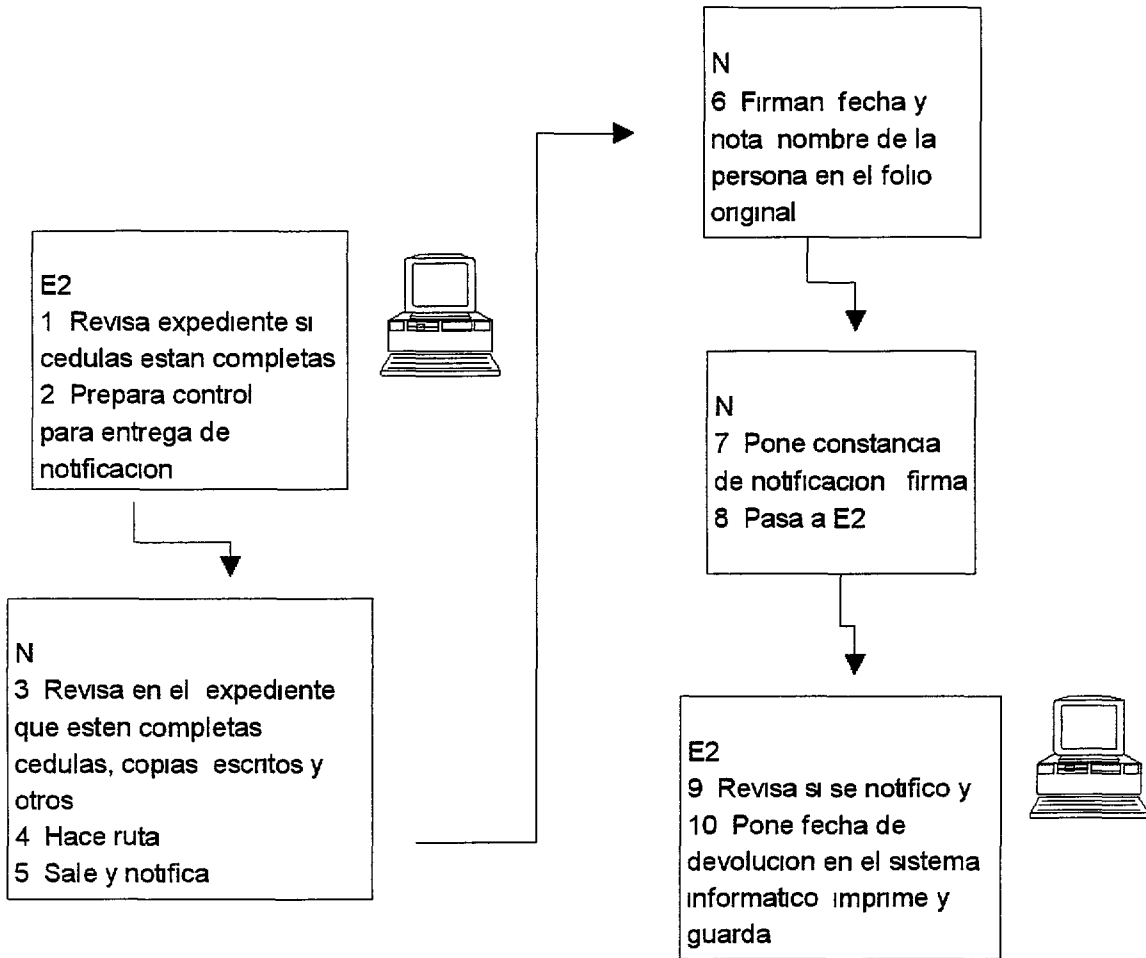 E2
1 Revisa expediente si
cedulas estan completas
2 Prepara control
para entrega de
notificacion
N
3 Revisa en el expediente
que esten completas
cedulas, copias escritos y
otros
4 Hace ruta
5 Sale y notifica
N
6 Firman fecha y
nota nombre de la
persona en el folio
original
N
7 Pone constancia
de notificacion firma
8 Pasa a E2
E2
9 Revisa si se notifico y
10 Pone fecha de
devolucion en el sistema
informatico imprime y
guarda